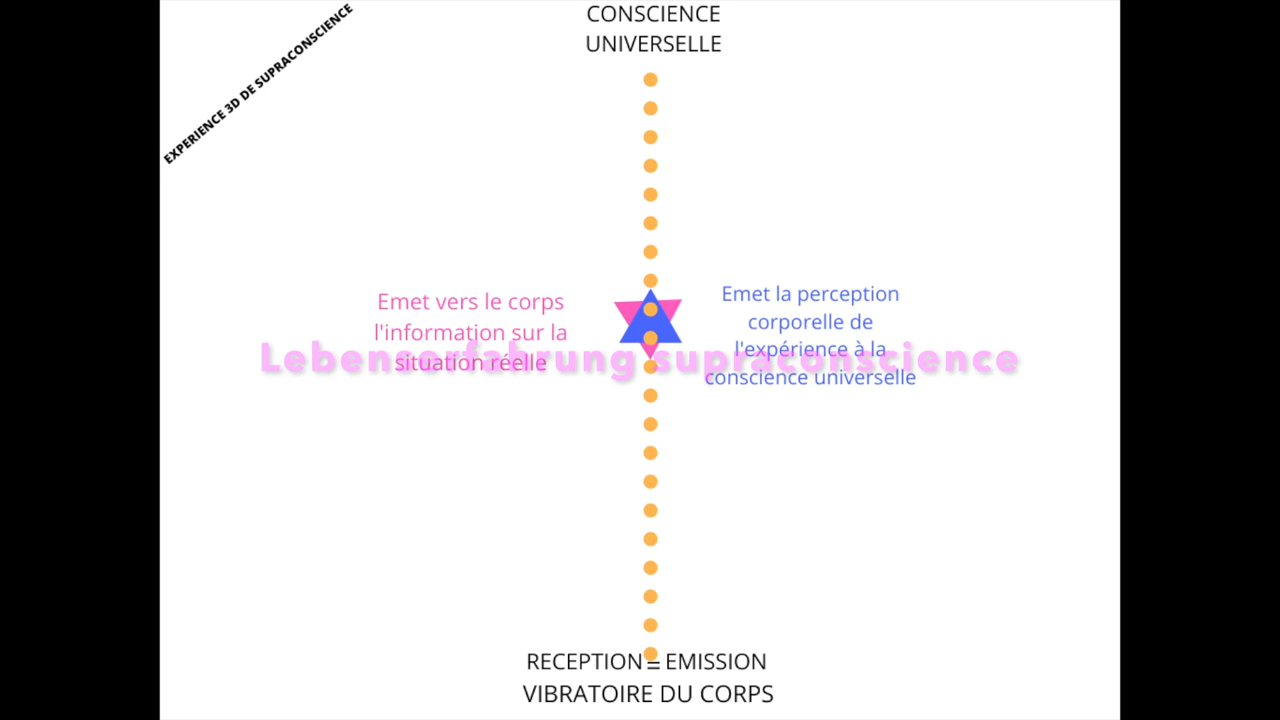 EXPERIENCE 3D DE SUPRACONSCIENCE
CONSCIENCE
UNIVERSELLE
Emet vers le corps
l'information sur la
situation réelle
Emet la perception
corporelle de
l'expérience à la
conscience universelle
Lebenserfahrung supraconscience
RECEPTION = EMISSION
VIBRATOIRE DU CORPS